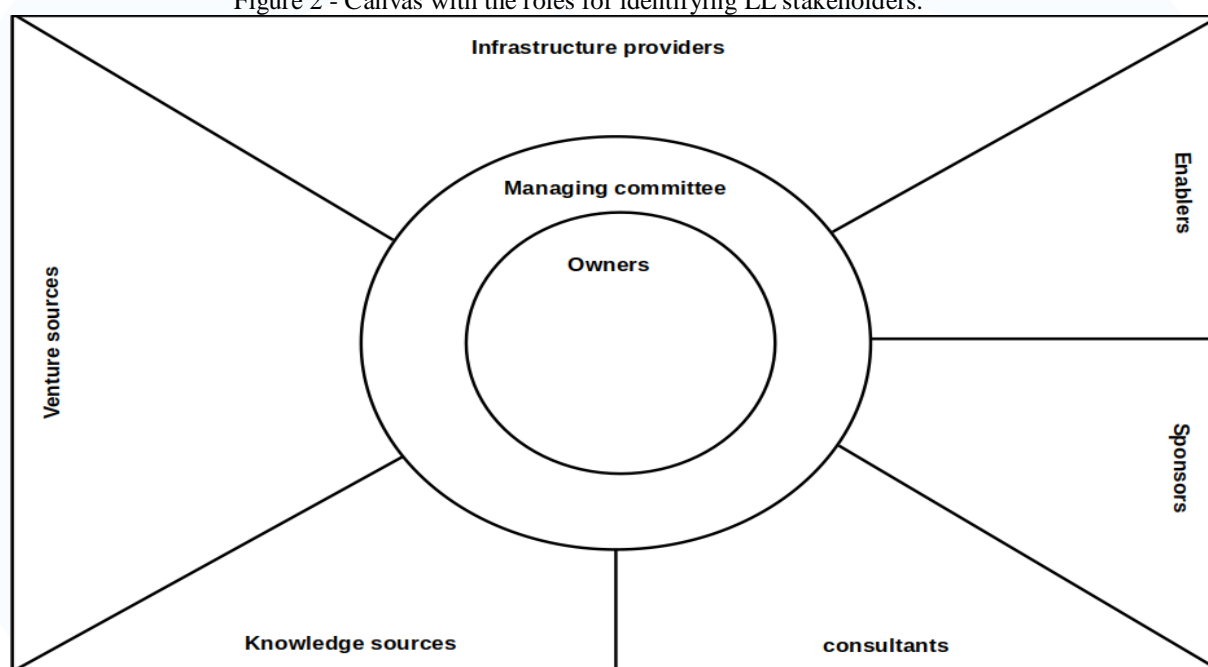 Figure 2 - Canvas with the roles for identifying LL stakeholders.
Infrastructure providers
Managing committee
Owners
Venture sources
Enablers
Sponsors
Knowledge sources
consultants